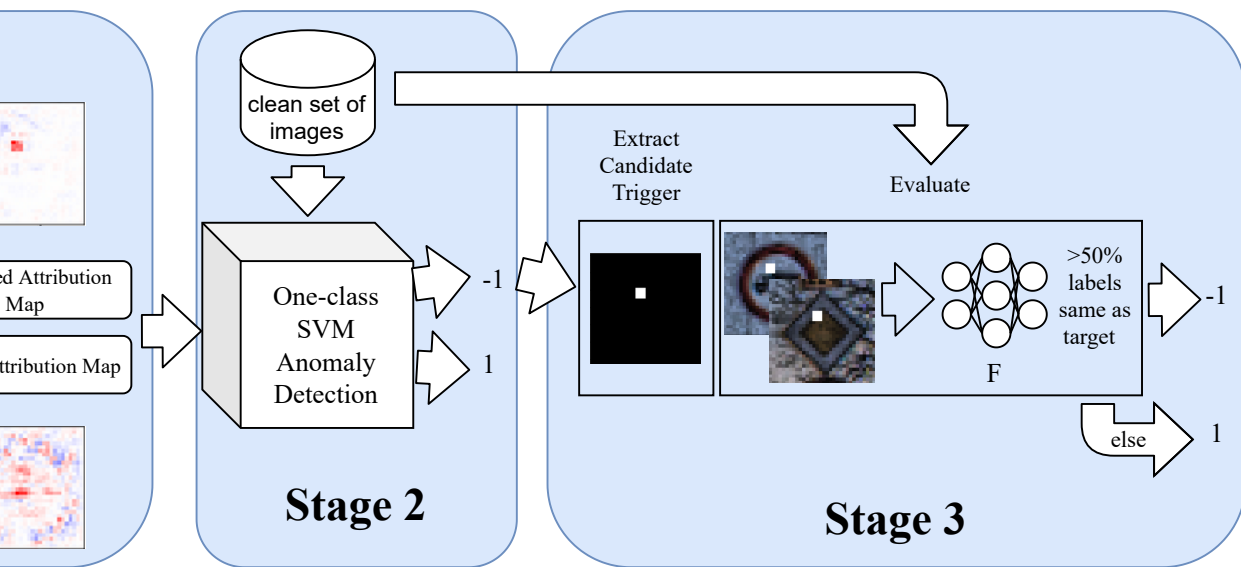 ed Attribution
Map
ttribution Map
clean set of
images
One-class
SVM
Anomaly
Detection
-1
1
Stage 2
Extract
Candidate
Trigger
Evaluate
>50%
labels
same as
target
F
-1
else
1
Stage 3